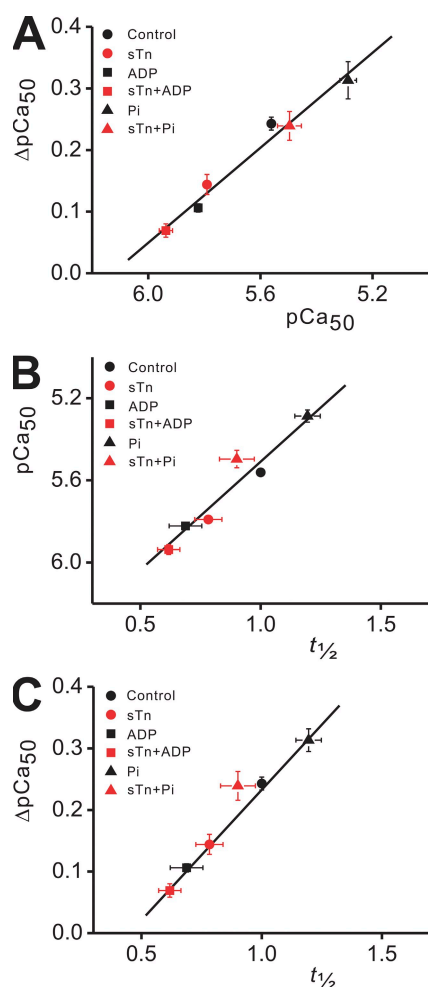 A
Control
sTn
ADP
sTn+ADP
Pi
sTn+Pi
0.4
0.3
0.2
0.1
0.0
ΔpCa50
6.0 5.6 5.2
pCa50
B
Control
sTn
ADP
sTn+ADP
Pi
sTn+Pi
5.2
5.6
6.0
pCa50
0.5 1.0 1.5
t½
C
Control
sTn
ADP
sTn+ADP
Pi
sTn+Pi
0.4
0.3
0.2
0.1
0.0
ΔpCa50
0.5 1.0 1.5
t½